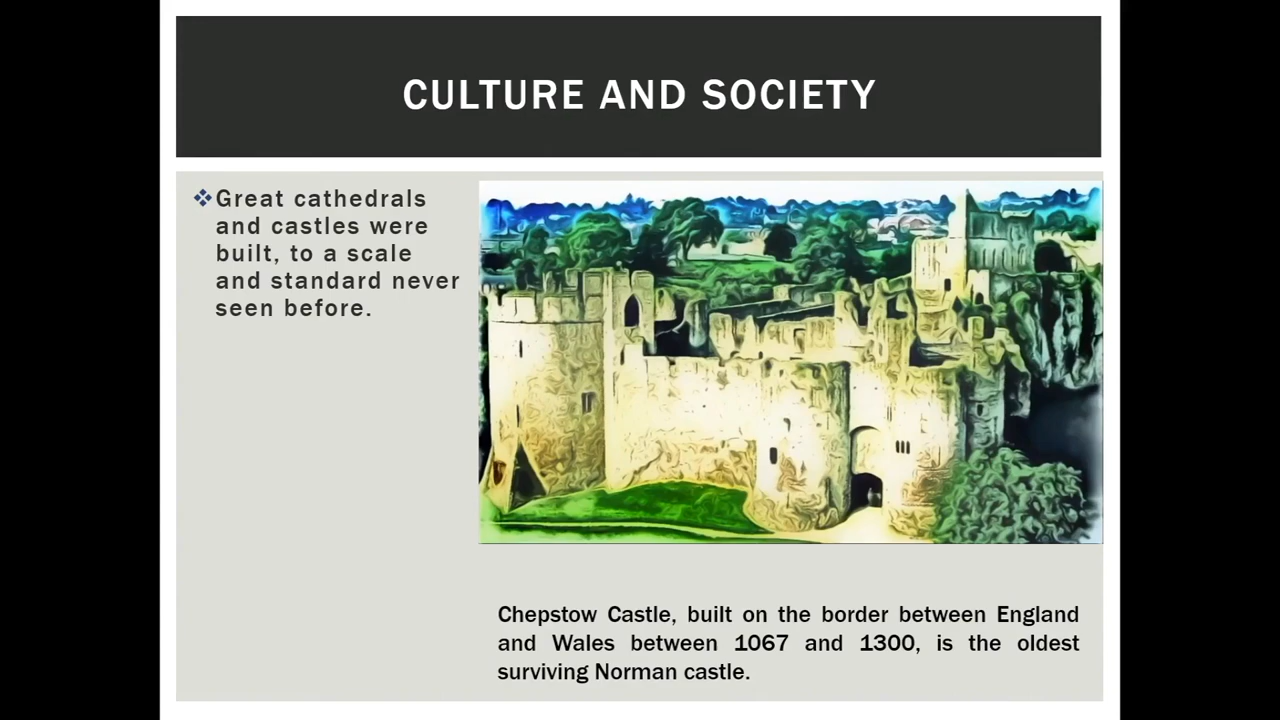 CULTURE AND SOCIETY
❖Great cathedrals
and castles were
built, to a scale
and standard never
seen before.
Chepstow Castle, built on the border between England
and Wales between 1067 and 1300, is the oldest
surviving Norman castle.